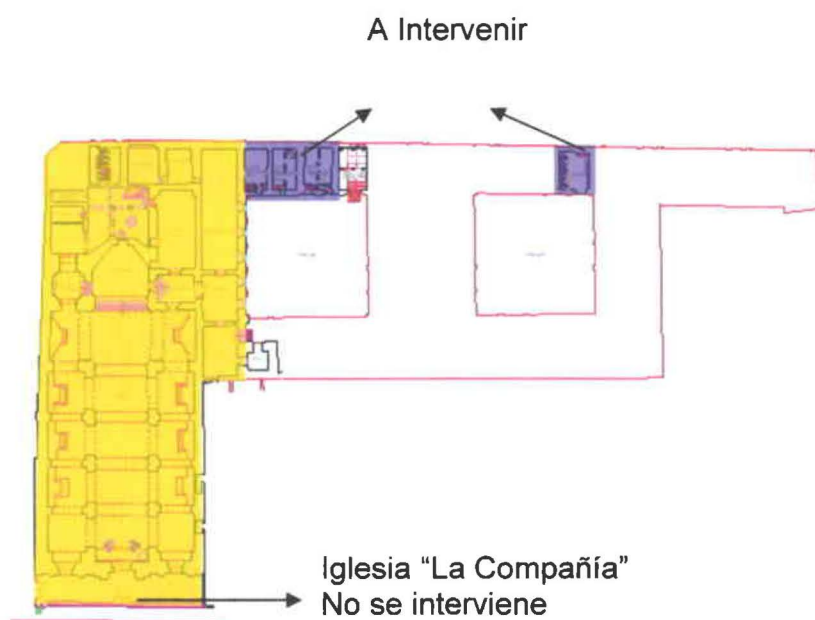 A Intervenir
Iglesia “La Compañía”
No se interviene